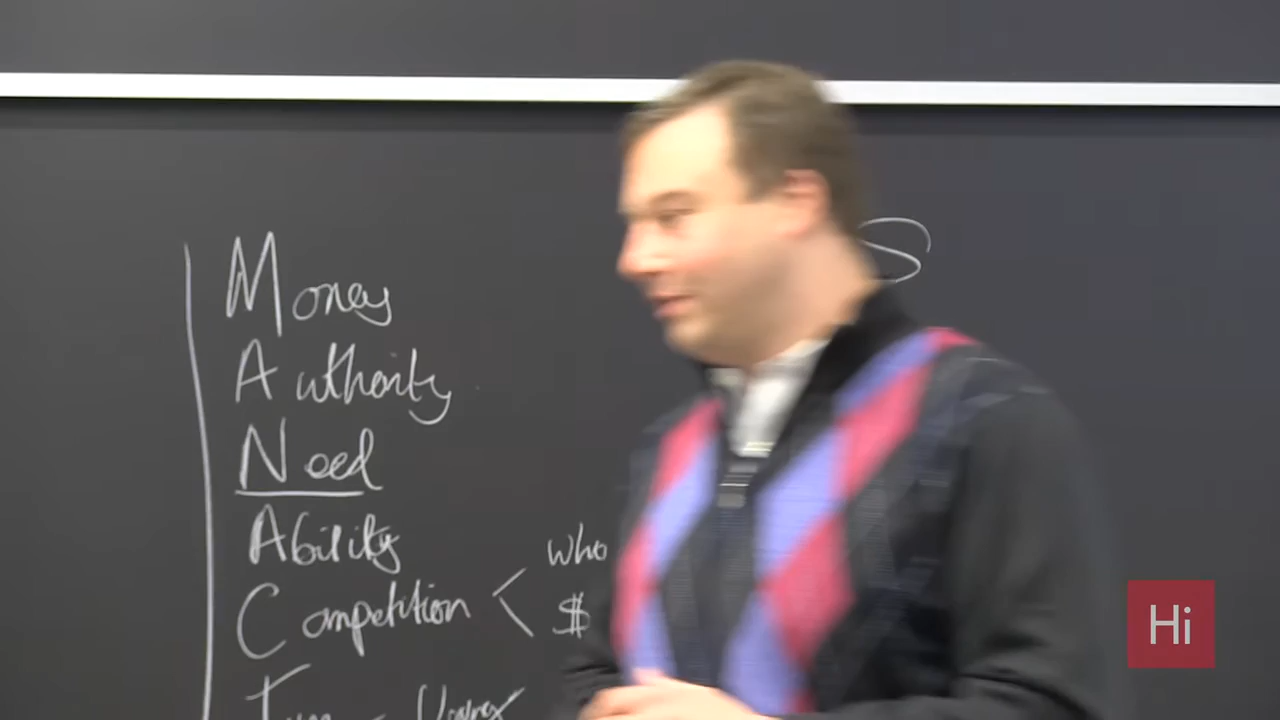 S
Money
Authority
Need
Ability
who
Competition <
$
Hi